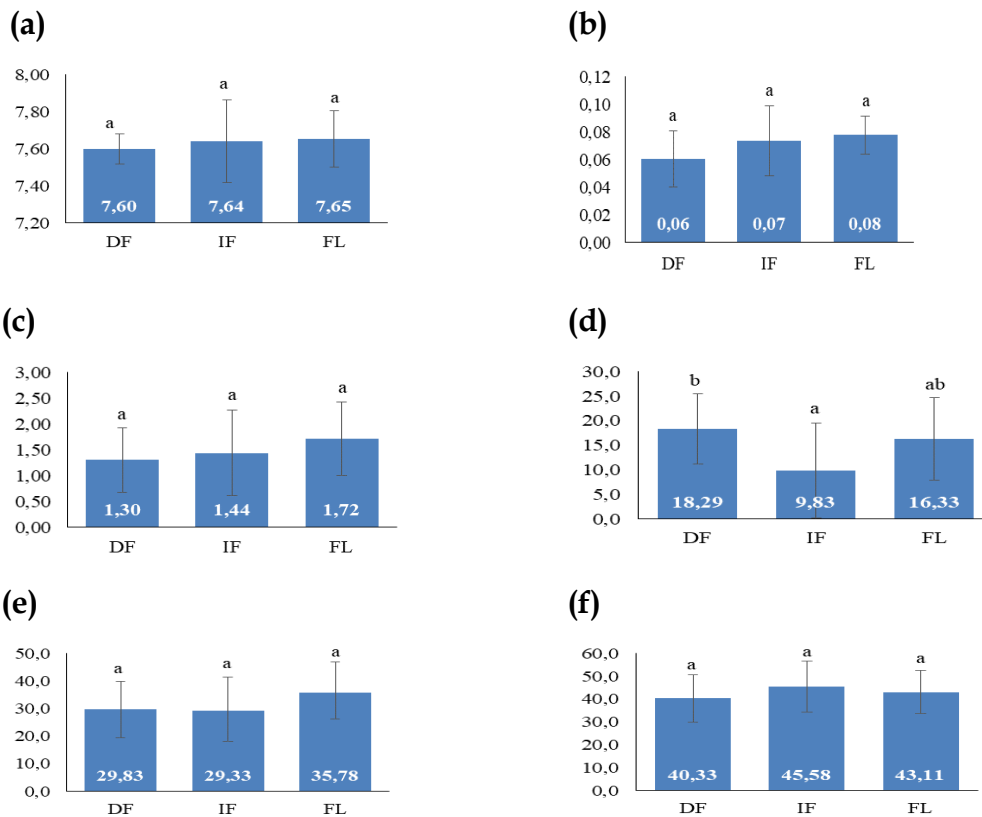 (a)
8,00
7,80
7,60
7,40
7,20
a
a
a
7,60
7,64
7,65
DF
IF
FL
(b)
0,12
0,10
0,08
0,06
0,04
0,02
0,00
a
a
a
0,06
0,07
0,08
DF
IF
FL
(c)
3,00
2,50
2,00
1,50
1,00
0,50
0,00
a
a
a
1,30
1,44
1,72
DF
IF
FL
(d)
30,0
25,0
20,0
15,0
10,0
5,0
0,0
b
a
ab
18,29
9,83
16,33
DF
IF
FL
(e)
50,0
40,0
30,0
20,0
10,0
0,0
a
a
a
29,83
29,33
35,78
DF
IF
FL
(f)
60,0
50,0
40,0
30,0
20,0
10,0
0,0
a
a
a
40,33
45,58
43,11
DF
IF
FL